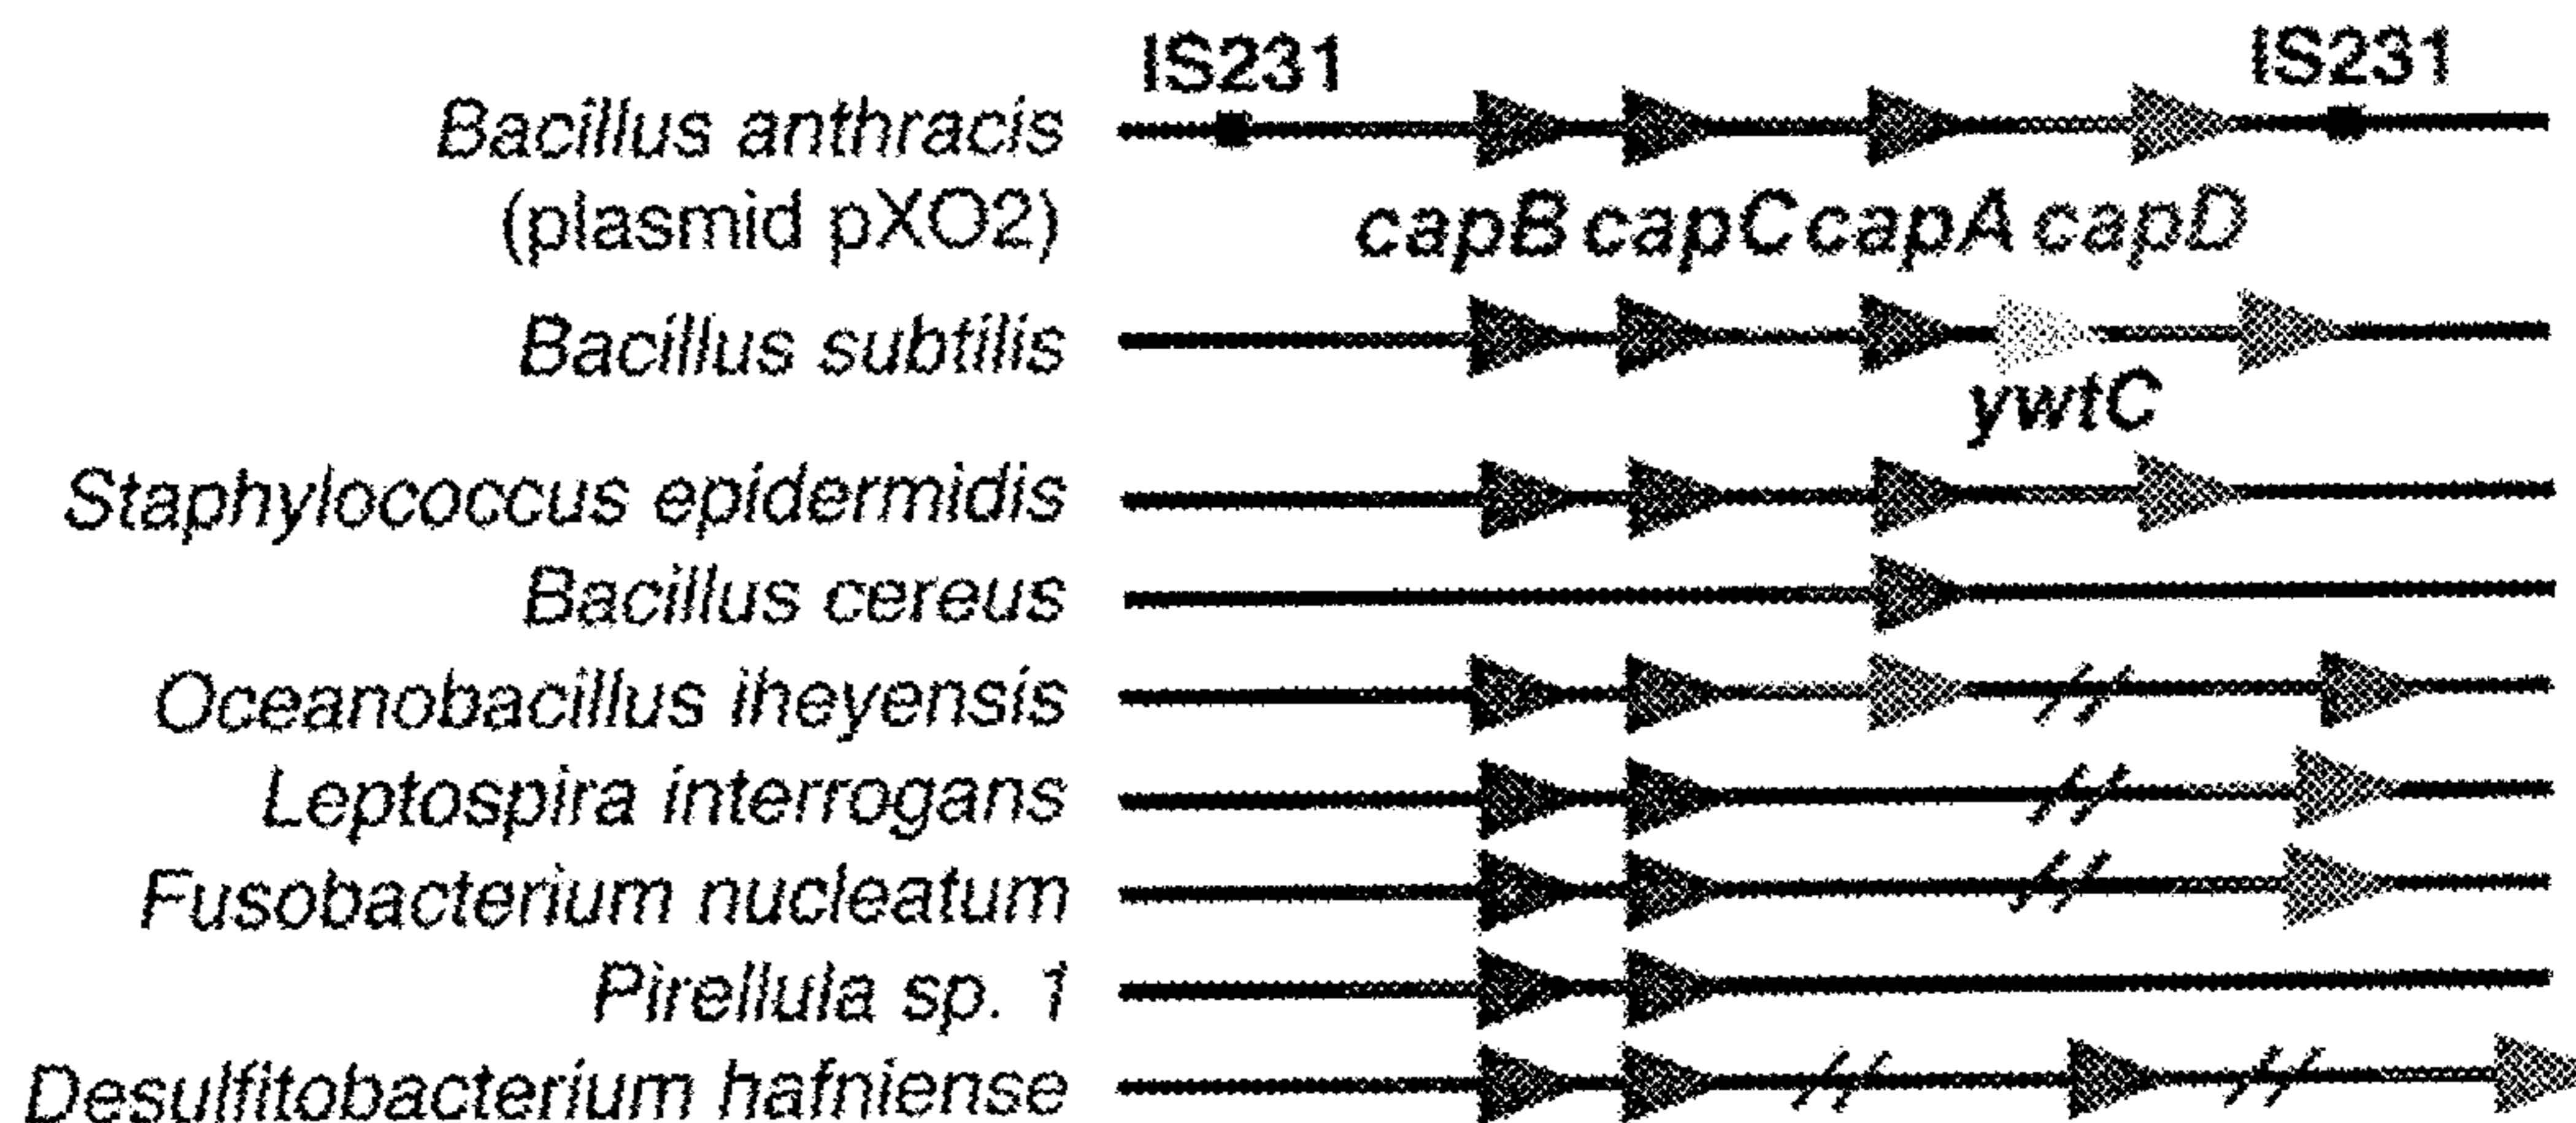 IS231 IS231
Bacillus anthracis
(plasmid pXO2) capB capC capA capD
Bacillus subtilis
ywtC
Staphylococcus epidermidis
Bacillus cereus
Oceanobacillus iheyensis
Leptospira interrogans
Fusobacterium nucleatum
Pirellula sp. 1
Desulfitobacterium hafniense